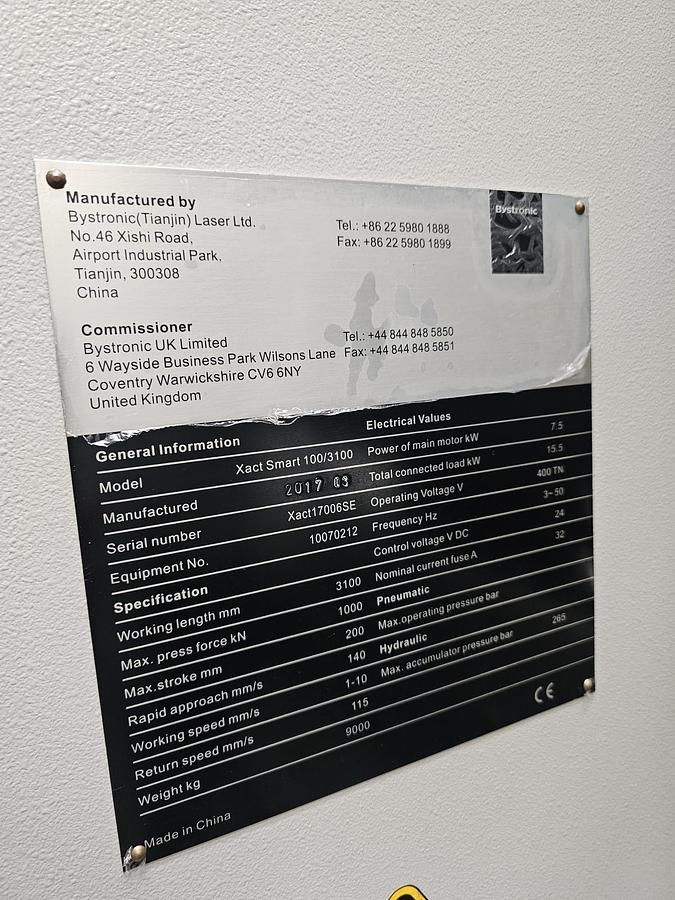 Manufactured by
Bystronic(Tianjin) Laser Ltd.
No.46 Xishi Road,
Airport Industrial Park,
Tianjin, 300308
China
Tel.: +86 22 5980 1888
Fax: +86 22 5980 1899
Bystronic
Commissioner
Bystronic UK Limited
6 Wayside Business Park Wilsons Lane
Coventry Warwickshire CV6 6NY
United Kingdom
Tel.: +44 844 848 5850
Fax: +44 844 848 5851
General Information
Model Xact Smart 100/3100
Manufactured 2017 03
Serial number Xact17006SE
Equipment No. 10070212
Specification
Working length mm 3100
Max. press force kN 1000
Max.stroke mm 200
Rapid approach mm/s 140
Working speed mm/s 1-10
Return speed mm/s 115
Weight kg 9000
Made in China
Electrical Values
Power of main motor kW 7.5
Total connected load kW 15.5
Operating Voltage V 400 TN
Frequency Hz 3~ 50
Control voltage V DC 24
Nominal current fuse A 32
Pneumatic
Max.operating pressure bar
Hydraulic
Max. accumulator pressure bar 265
CE